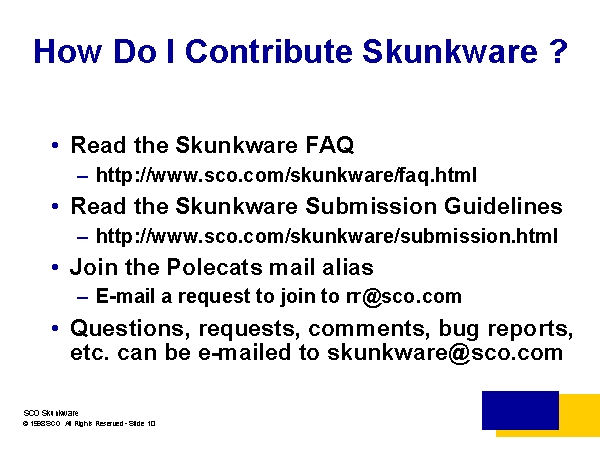 How Do I Contribute Skunkware ?
• Read the Skunkware FAQ
– http://www.sco.com/skunkware/faq.html
• Read the Skunkware Submission Guidelines
– http://www.sco.com/skunkware/submission.html
• Join the Polecats mail alias
– E-mail a request to join to rr@sco.com
• Questions, requests, comments, bug reports,
etc. can be e-mailed to skunkware@sco.com
SCO Skunkware
© 1998 SCO All Rights Reserved - Slide 10